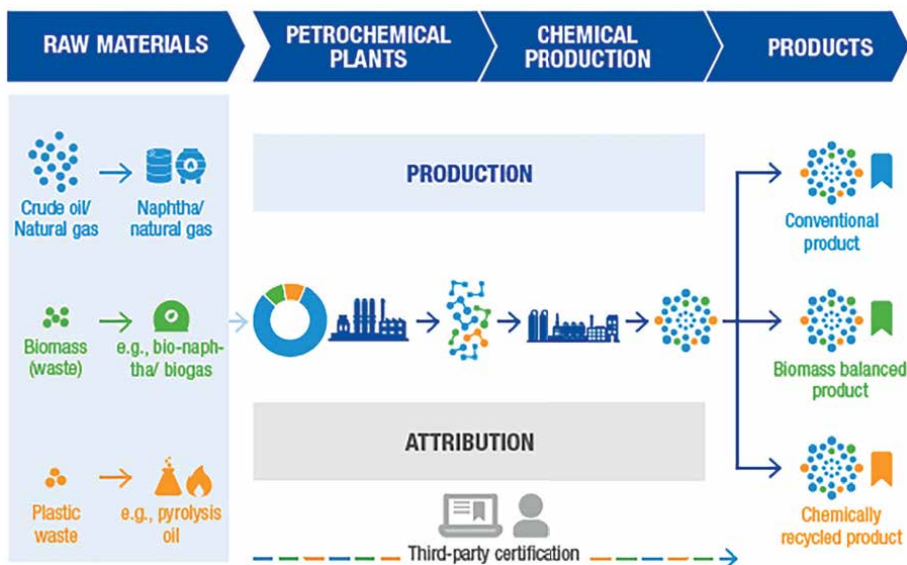 RAW MATERIALS
PETROCHEMICAL
PLANTS
CHEMICAL
PRODUCTION
PRODUCTS
PRODUCTION
Crude oil/
Natural gas
Naphtha/
natural gas
Conventional
product
Biomass
(waste)
e.g., bio-naph-
tha/ biogas
Biomass balanced
product
ATTRIBUTION
Plastic
waste
e.g., pyrolysis
oil
Third-party certification
Chemically
recycled product